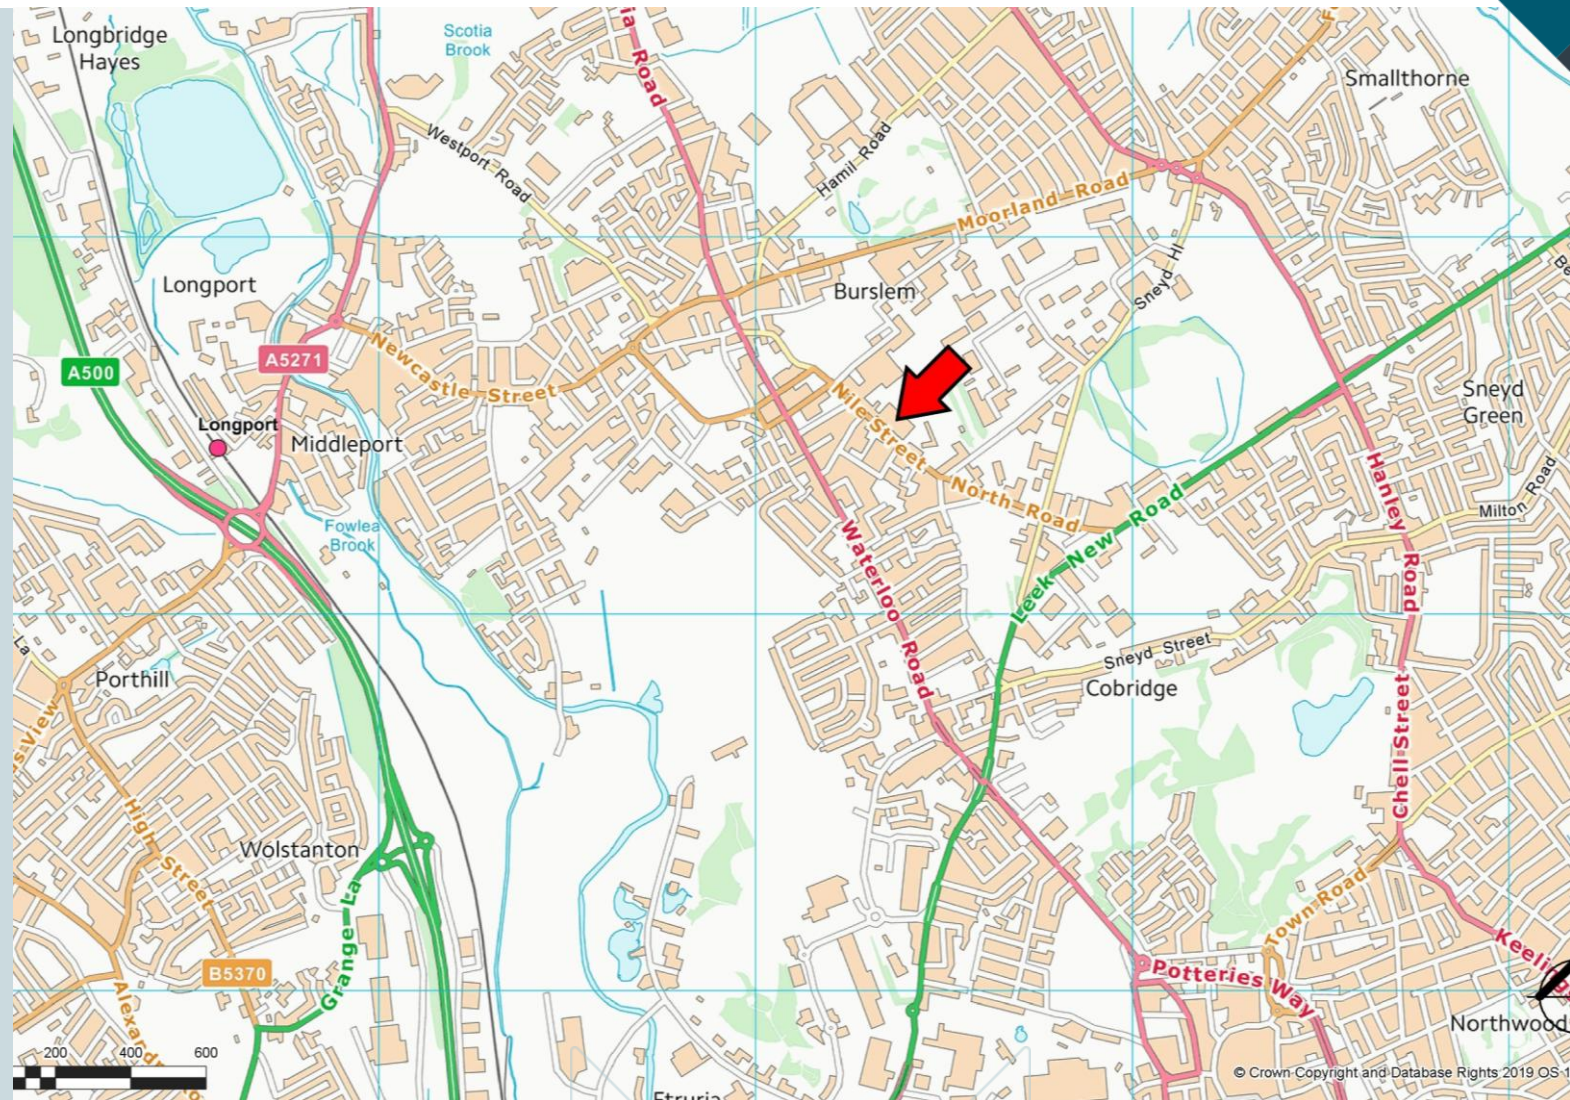 Longbridge
Hayes
Scotia
Brook
Road
Smallthorne
Westport Road
Hamil Road
Moorland Road
Longport
Burslem
Sneyd Hl
A500
A5271
Newcastle Street
Nile Street
Sneyd
Green
Longport
Middleport
North Road
Leek New Road
Hanley Road
Milton Road
Fowlea
Brook
Waterloo Road
Sneyd Street
Porthill
Cobridge
Chell Street
High Street
Wolstanton
Town Road
Grange La
B5370
Potteries Way
Northwood
200 400 600
© Crown Copyright and Database Rights 2019 OS 1